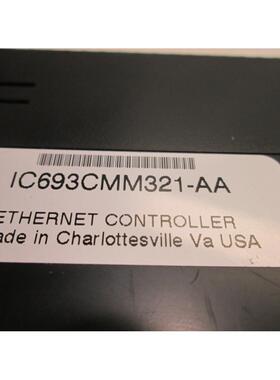 IC693CMM321-AA
ETHERNET CONTROLLER
ade in Charlottesville Va USA